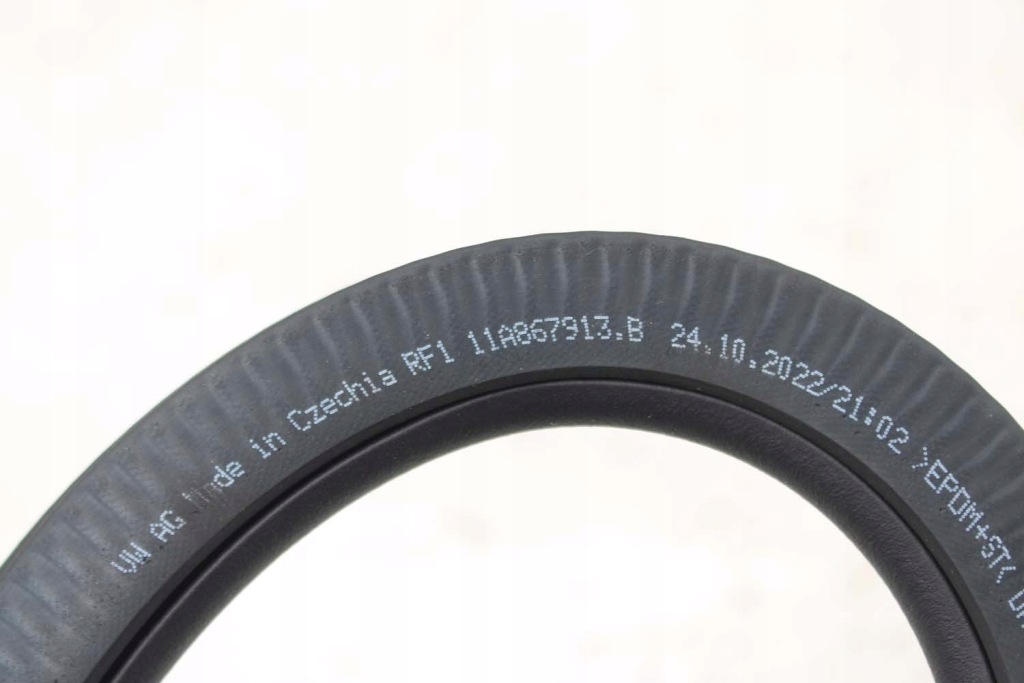 VW AG Made in Czechia RF1 11A867913.B 24.10.2022/21:02 >EPDM+ST<